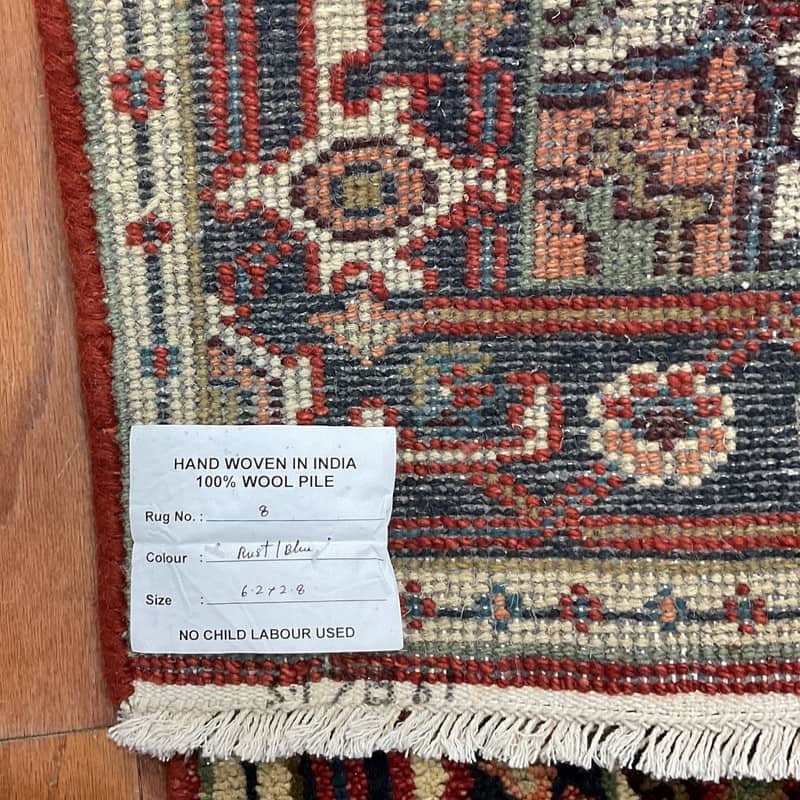 HAND WOVEN IN INDIA
100% WOOL PILE
Rug No. : 8
Colour : "Rust/Blue"
Size : 6.2x2.8
NO CHILD LABOUR USED